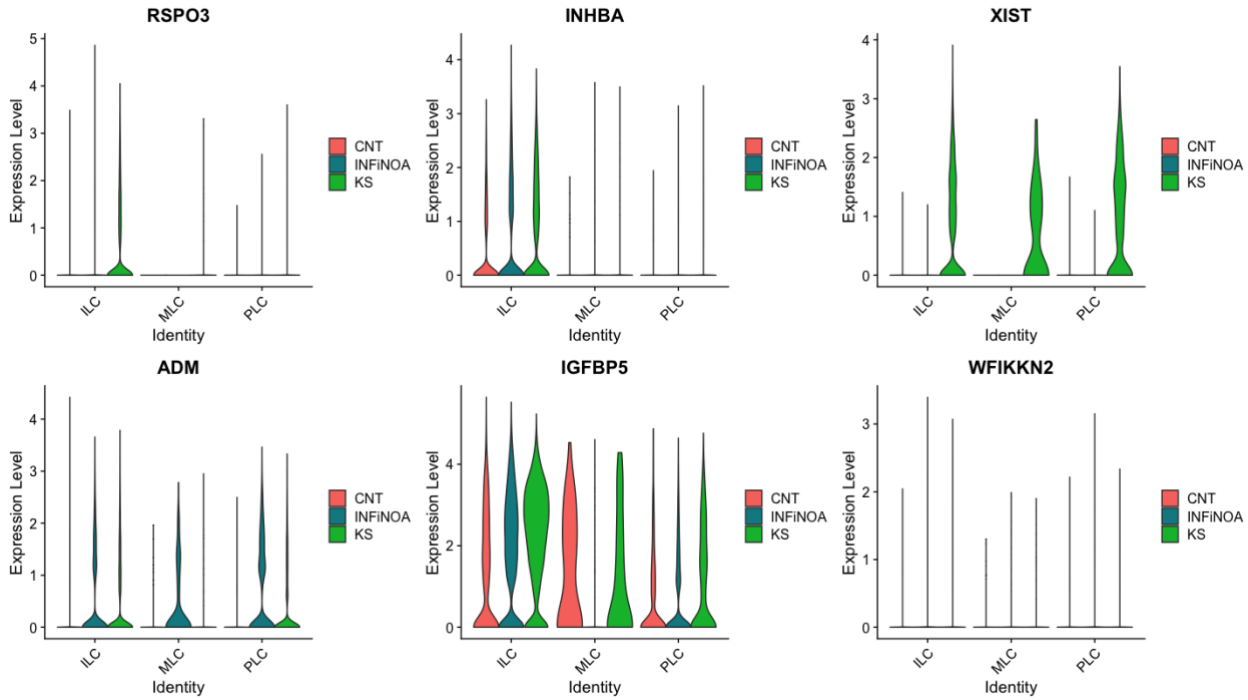 RSPO3
5
4
3
2
1
0
Expression Level
ILC
MLC
PLC
Identity
CNT
INFiNOA
KS
INHBA
4
3
2
1
0
Expression Level
ILC
MLC
PLC
Identity
CNT
INFiNOA
KS
XIST
4
3
2
1
0
Expression Level
ILC
MLC
PLC
Identity
CNT
INFiNOA
KS
ADM
4
3
2
1
0
Expression Level
ILC
MLC
PLC
Identity
CNT
INFiNOA
KS
IGFBP5
4
2
0
Expression Level
ILC
MLC
PLC
Identity
CNT
INFiNOA
KS
WFIKKN2
3
2
1
0
Expression Level
ILC
MLC
PLC
Identity
CNT
INFiNOA
KS